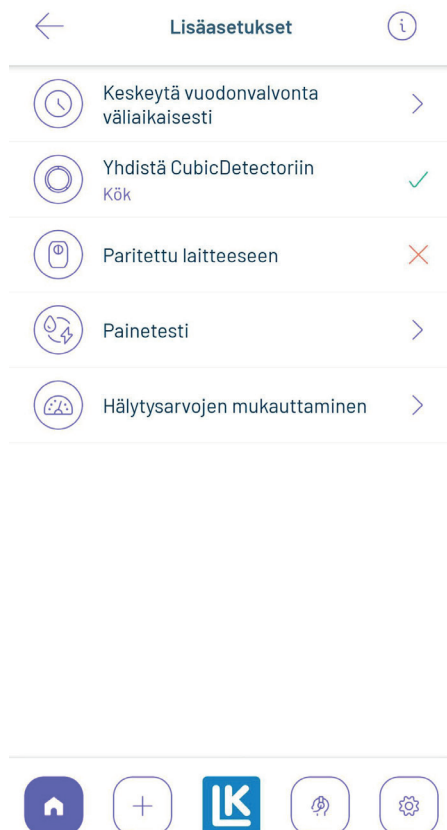 Lisäasetukset
Keskeytä vuodonvalvonta
väliaikaisesti
Yhdistä CubicDetectoriin
Kök
Paritettu laitteeseen
Painetesti
Hälytysarvojen mukauttaminen
LK